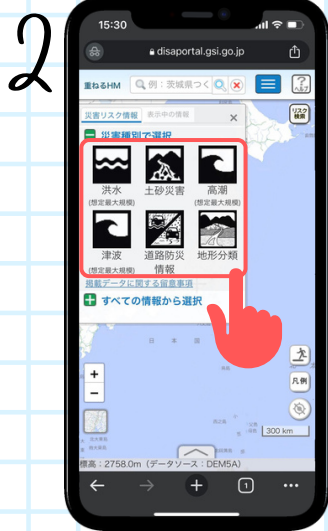 2
15:30
disaportal.gsi.go.jp
重ねるHM
例：茨城県つく
ヘルプ
災害リスク情報 表示中の情報
リスク
検索
災害種別で選択
洪水 土砂災害 高潮
(想定最大規模) (想定最大規模)
津波 道路防災 地形分類
(想定最大規模) 情報
掲載データに関する留意事項
すべての情報から選択
日 本 国
凡例
300 km
標高：2758.0m（データソース：DEM5A）
1